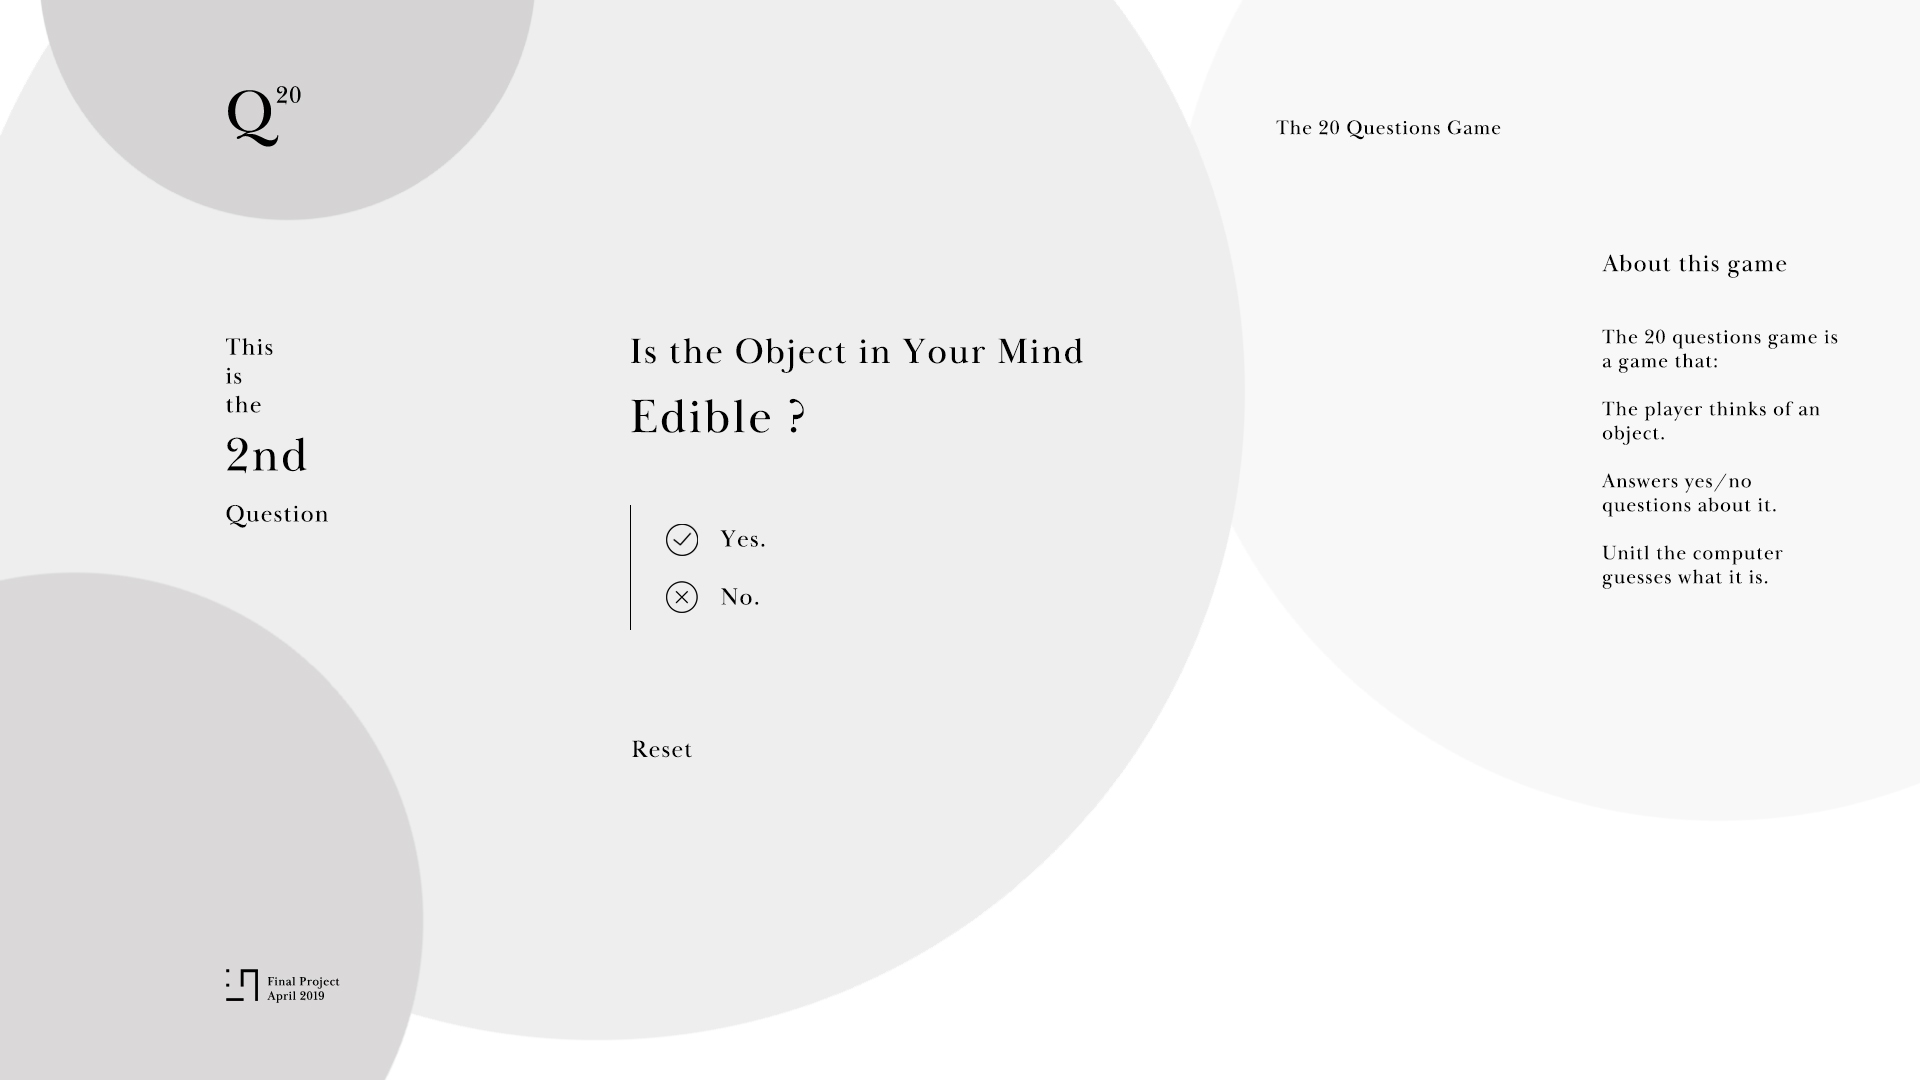 Q20
The 20 Questions Game
This
is
the
2nd
Question
Is the Object in Your Mind
Edible ?
Yes.
No.
Reset
About this game
The 20 questions game is
a game that:
The player thinks of an
object.
Answers yes/no
questions about it.
Unitl the computer
guesses what it is.
Final Project
April 2019